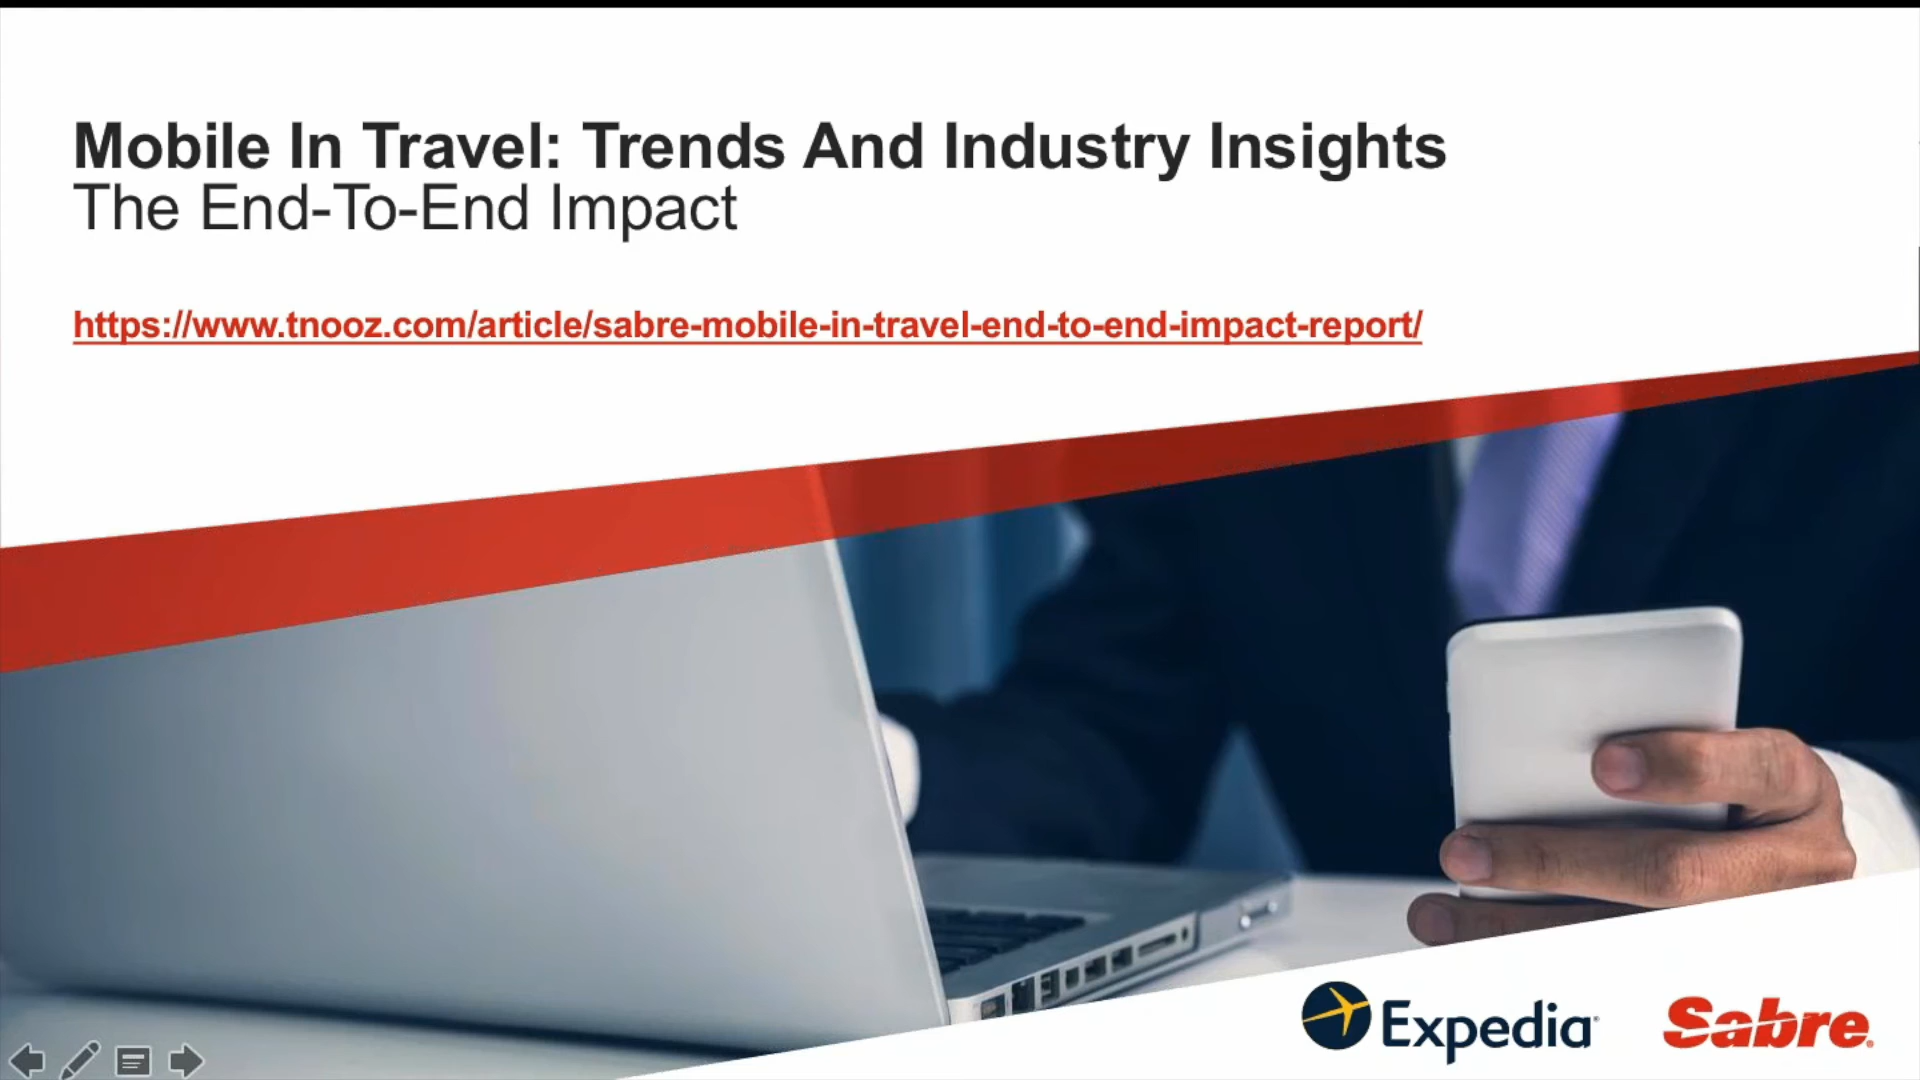 Mobile In Travel: Trends And Industry Insights
The End-To-End Impact
https://www.tnooz.com/article/sabre-mobile-in-travel-end-to-end-impact-report/
Expedia
Sabre